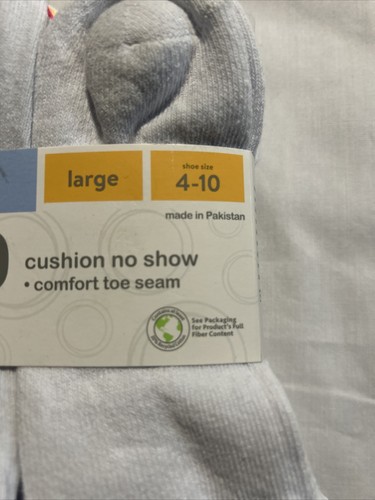 large
shoe size
4-10
made in Pakistan
cushion no show
• comfort toe seam
See Packaging
for Product's Full
Fiber Content